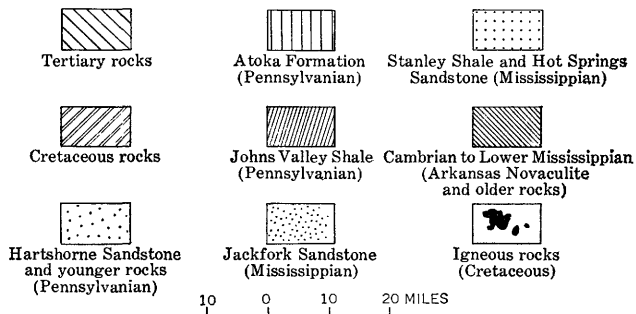 Tertiary rocks
Atoka Formation
(Pennsylvanian)
Stanley Shale and Hot Springs
Sandstone (Mississippian)
Cretaceous rocks
Johns Valley Shale
(Pennsylvanian)
Cambrian to Lower Mississippian
(Arkansas Novaculite
and older rocks)
Hartshorne Sandstone
and younger rocks
(Pennsylvanian)
Jackfork Sandstone
(Mississippian)
Igneous rocks
(Cretaceous)
10 0 10 20 MILES